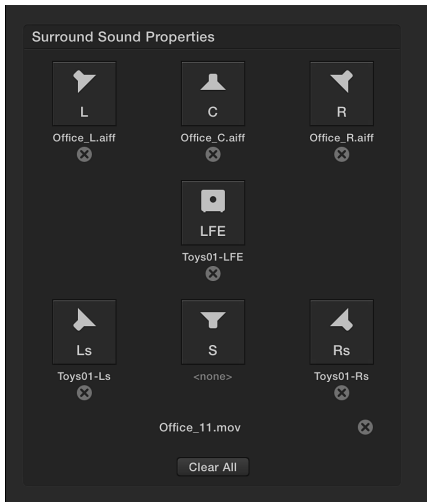 Surround Sound Properties
L C R
Office_L.aiff Office_C.aiff Office_R.aiff
LFE
Toys01-LFE
Ls S Rs
Toys01-Ls <none> Toys01-Rs
Office_11.mov
Clear All